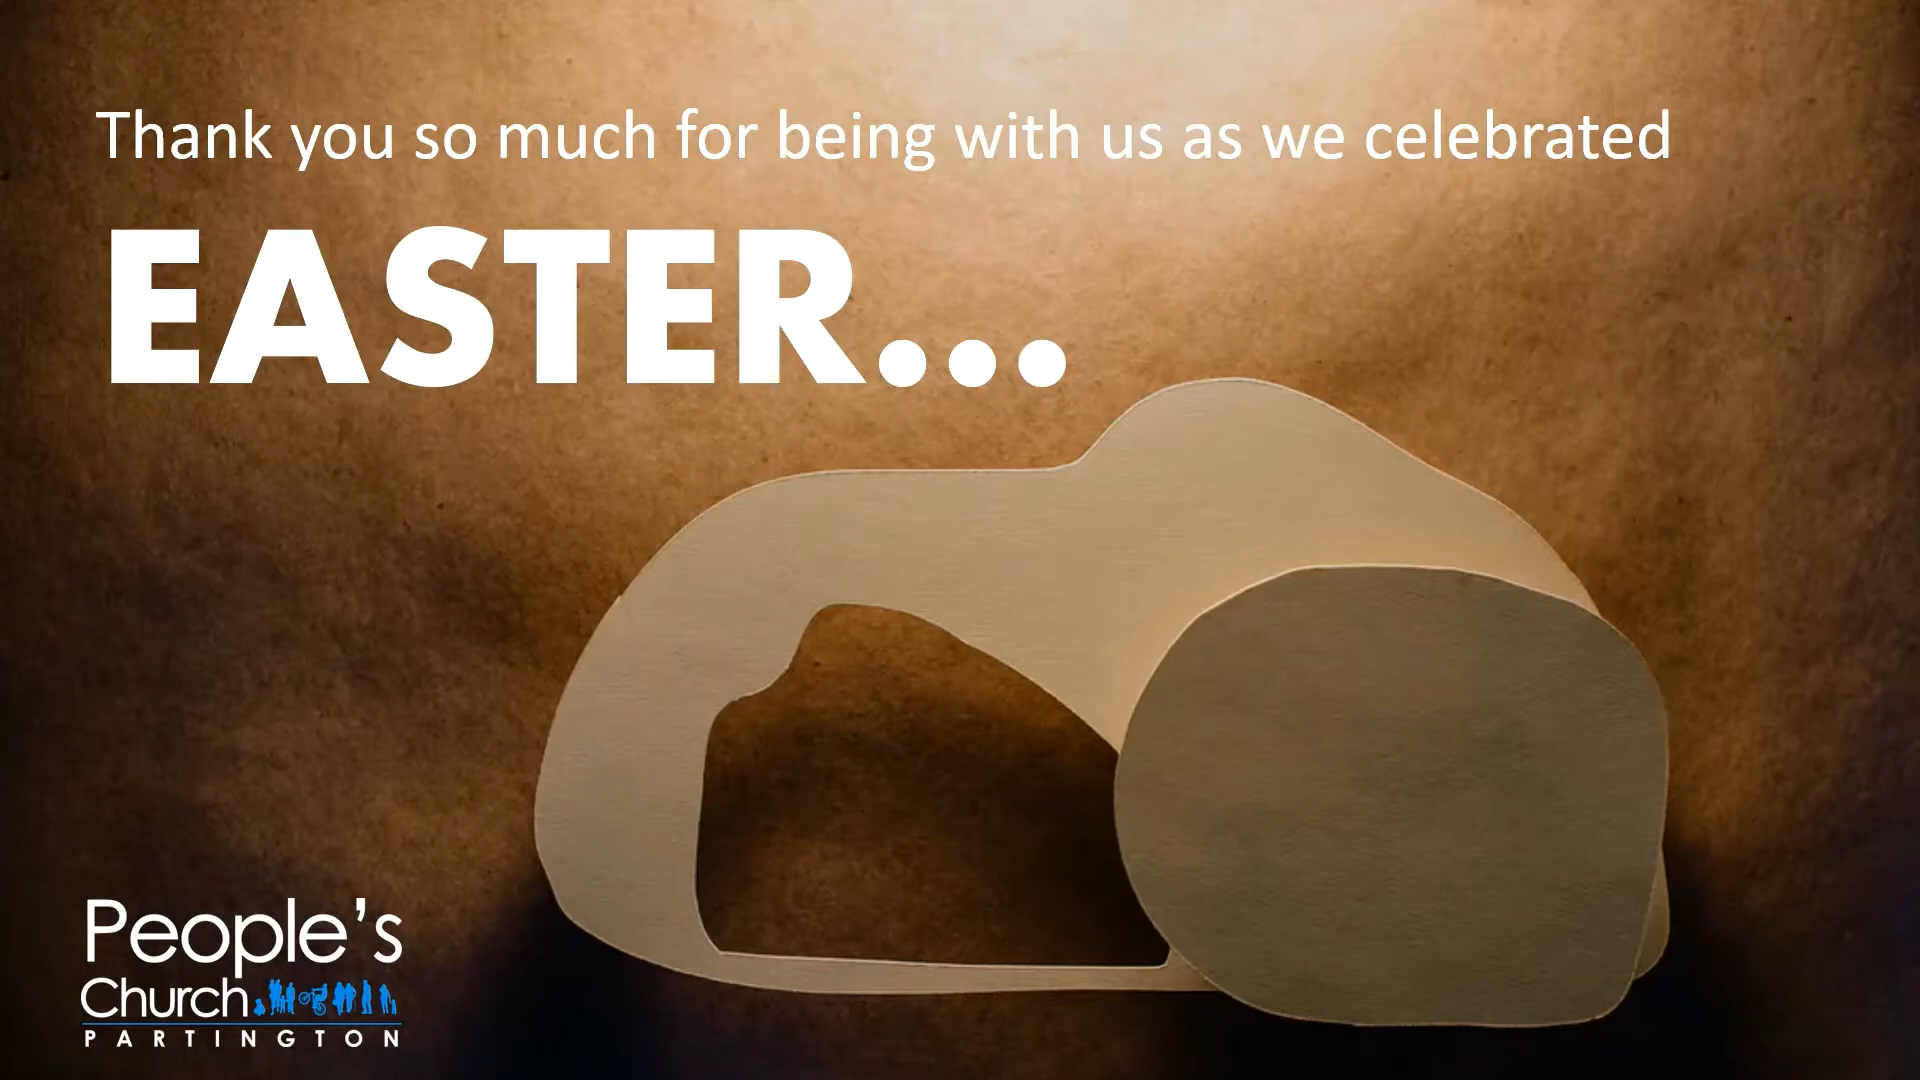 Thank you so much for being with us as we celebrated
EASTER...
People's
Church
PARTINGTON